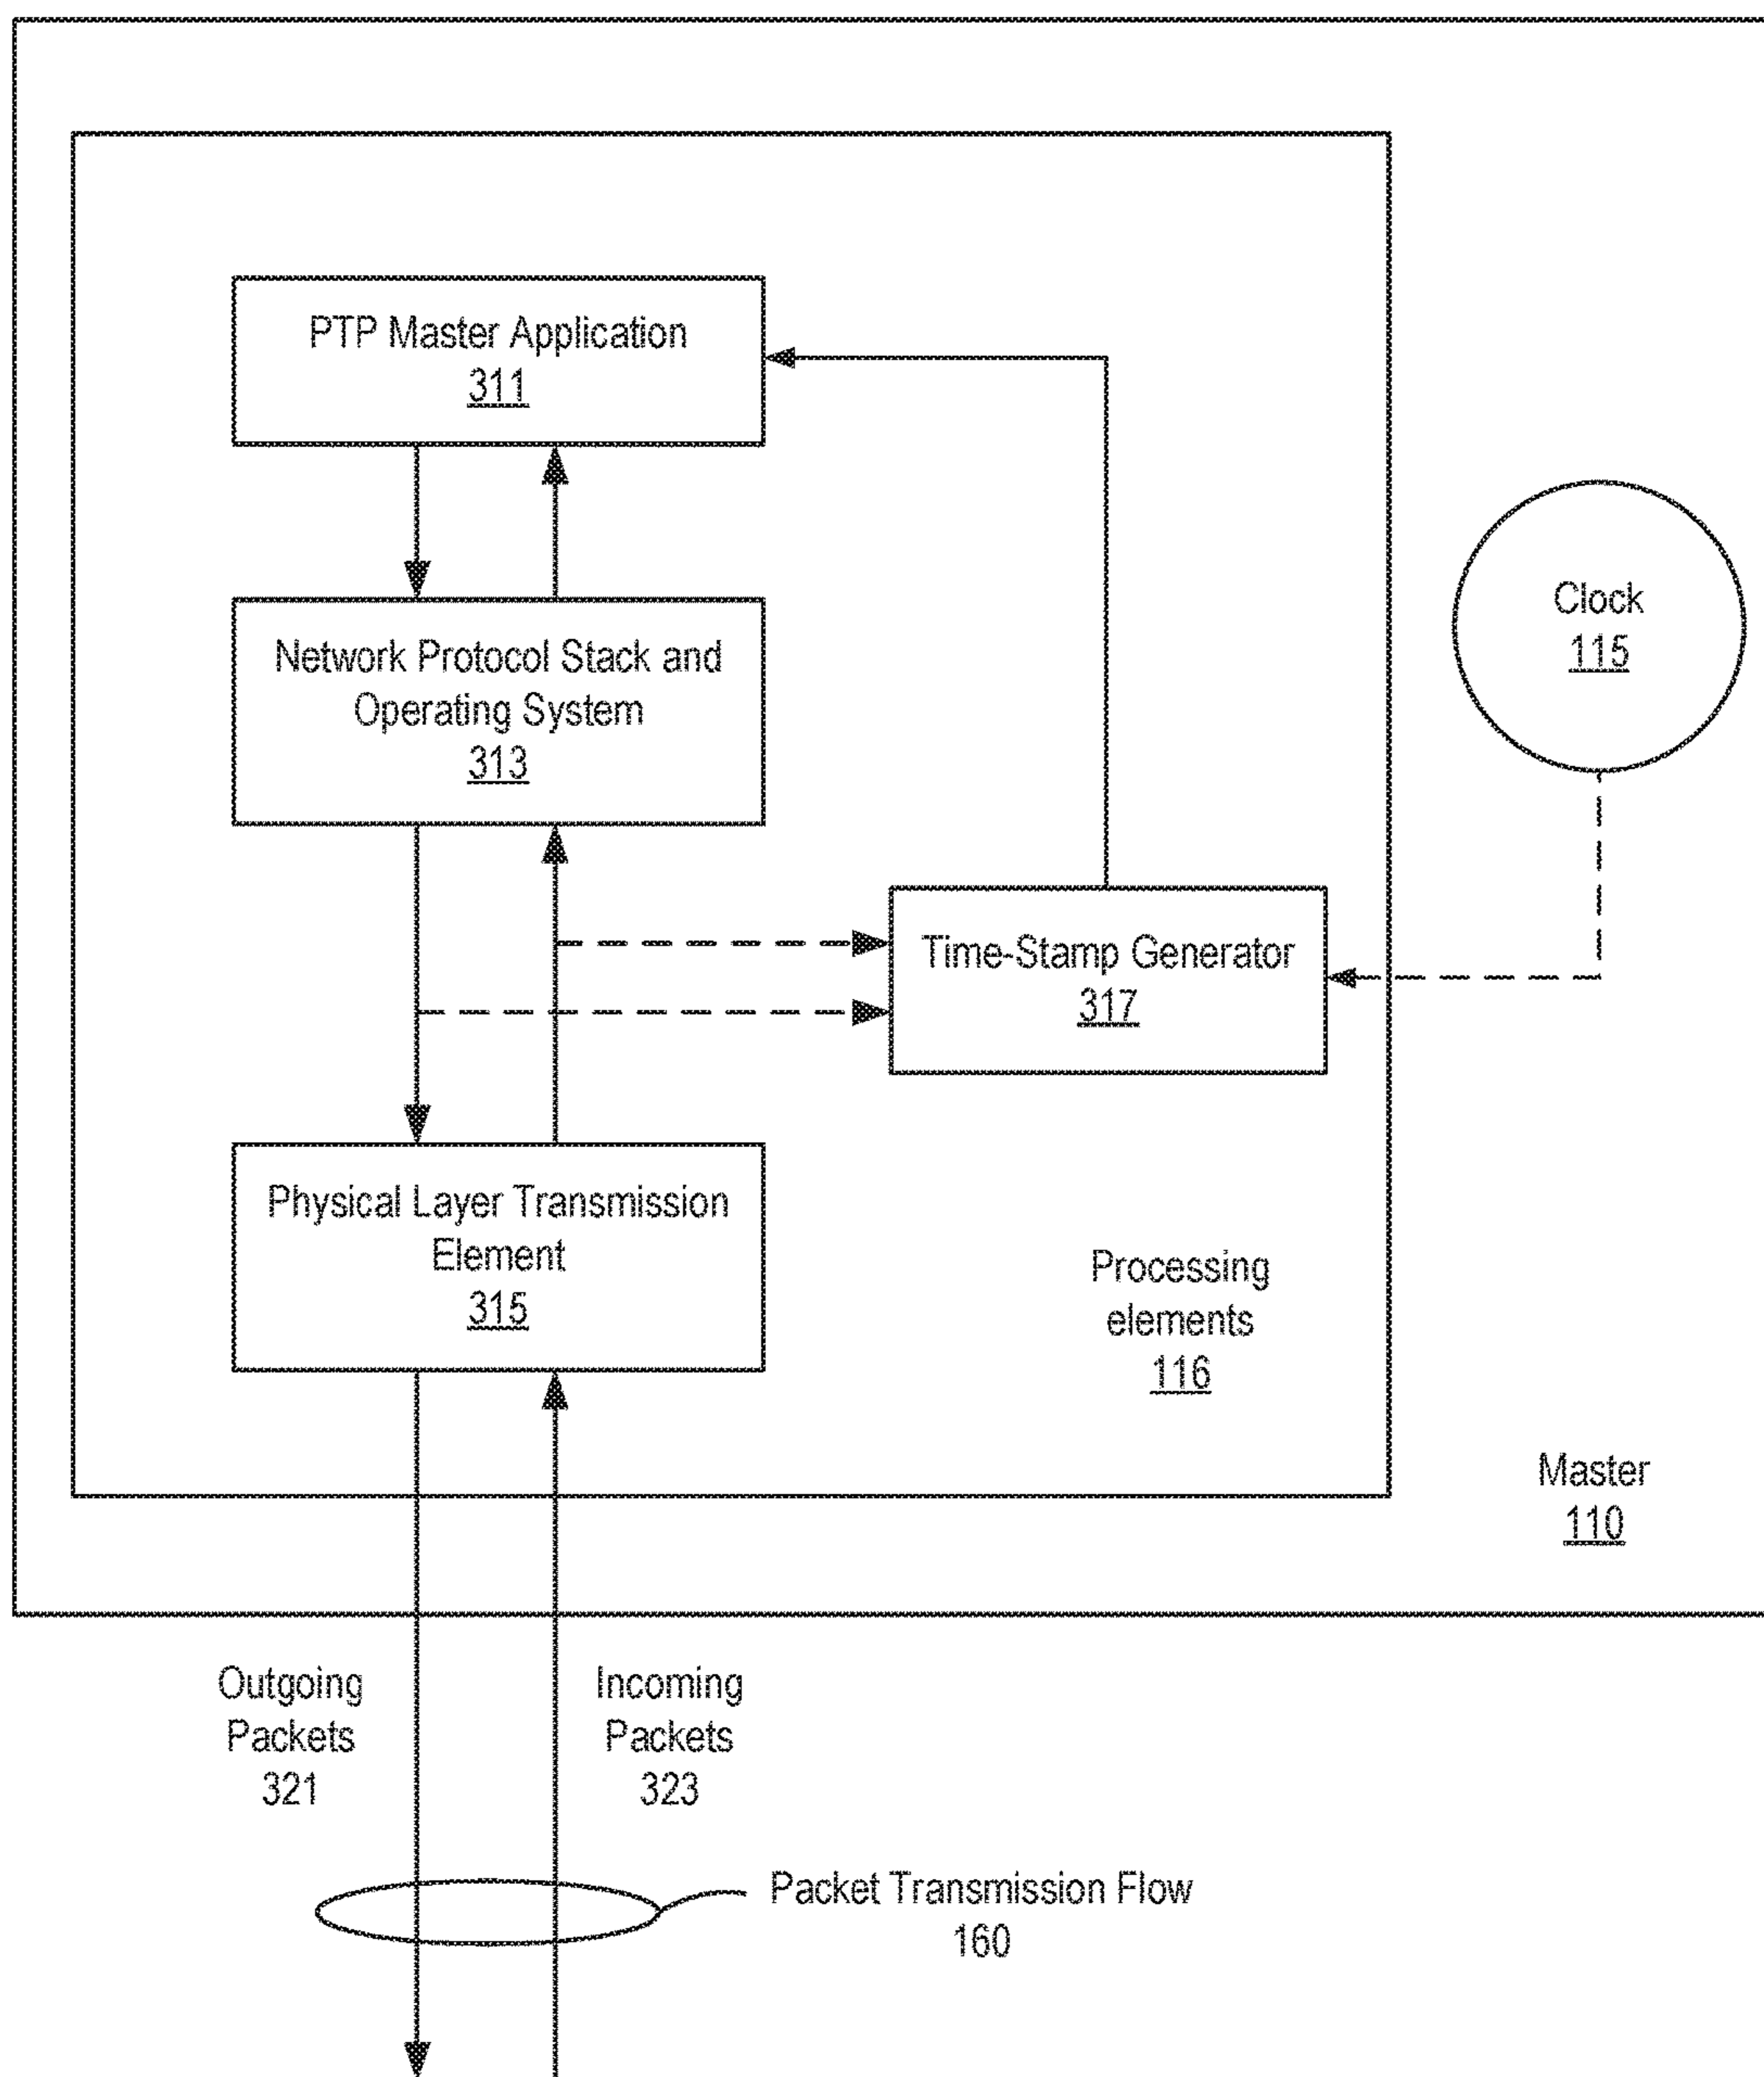 PTP Master Application
311
Network Protocol Stack and
Operating System
313
Clock
115
Time-Stamp Generator
317
Physical Layer Transmission
Element
315
Processing
elements
116
Master
110
Outgoing
Packets
321
Incoming
Packets
323
Packet Transmission Flow
160